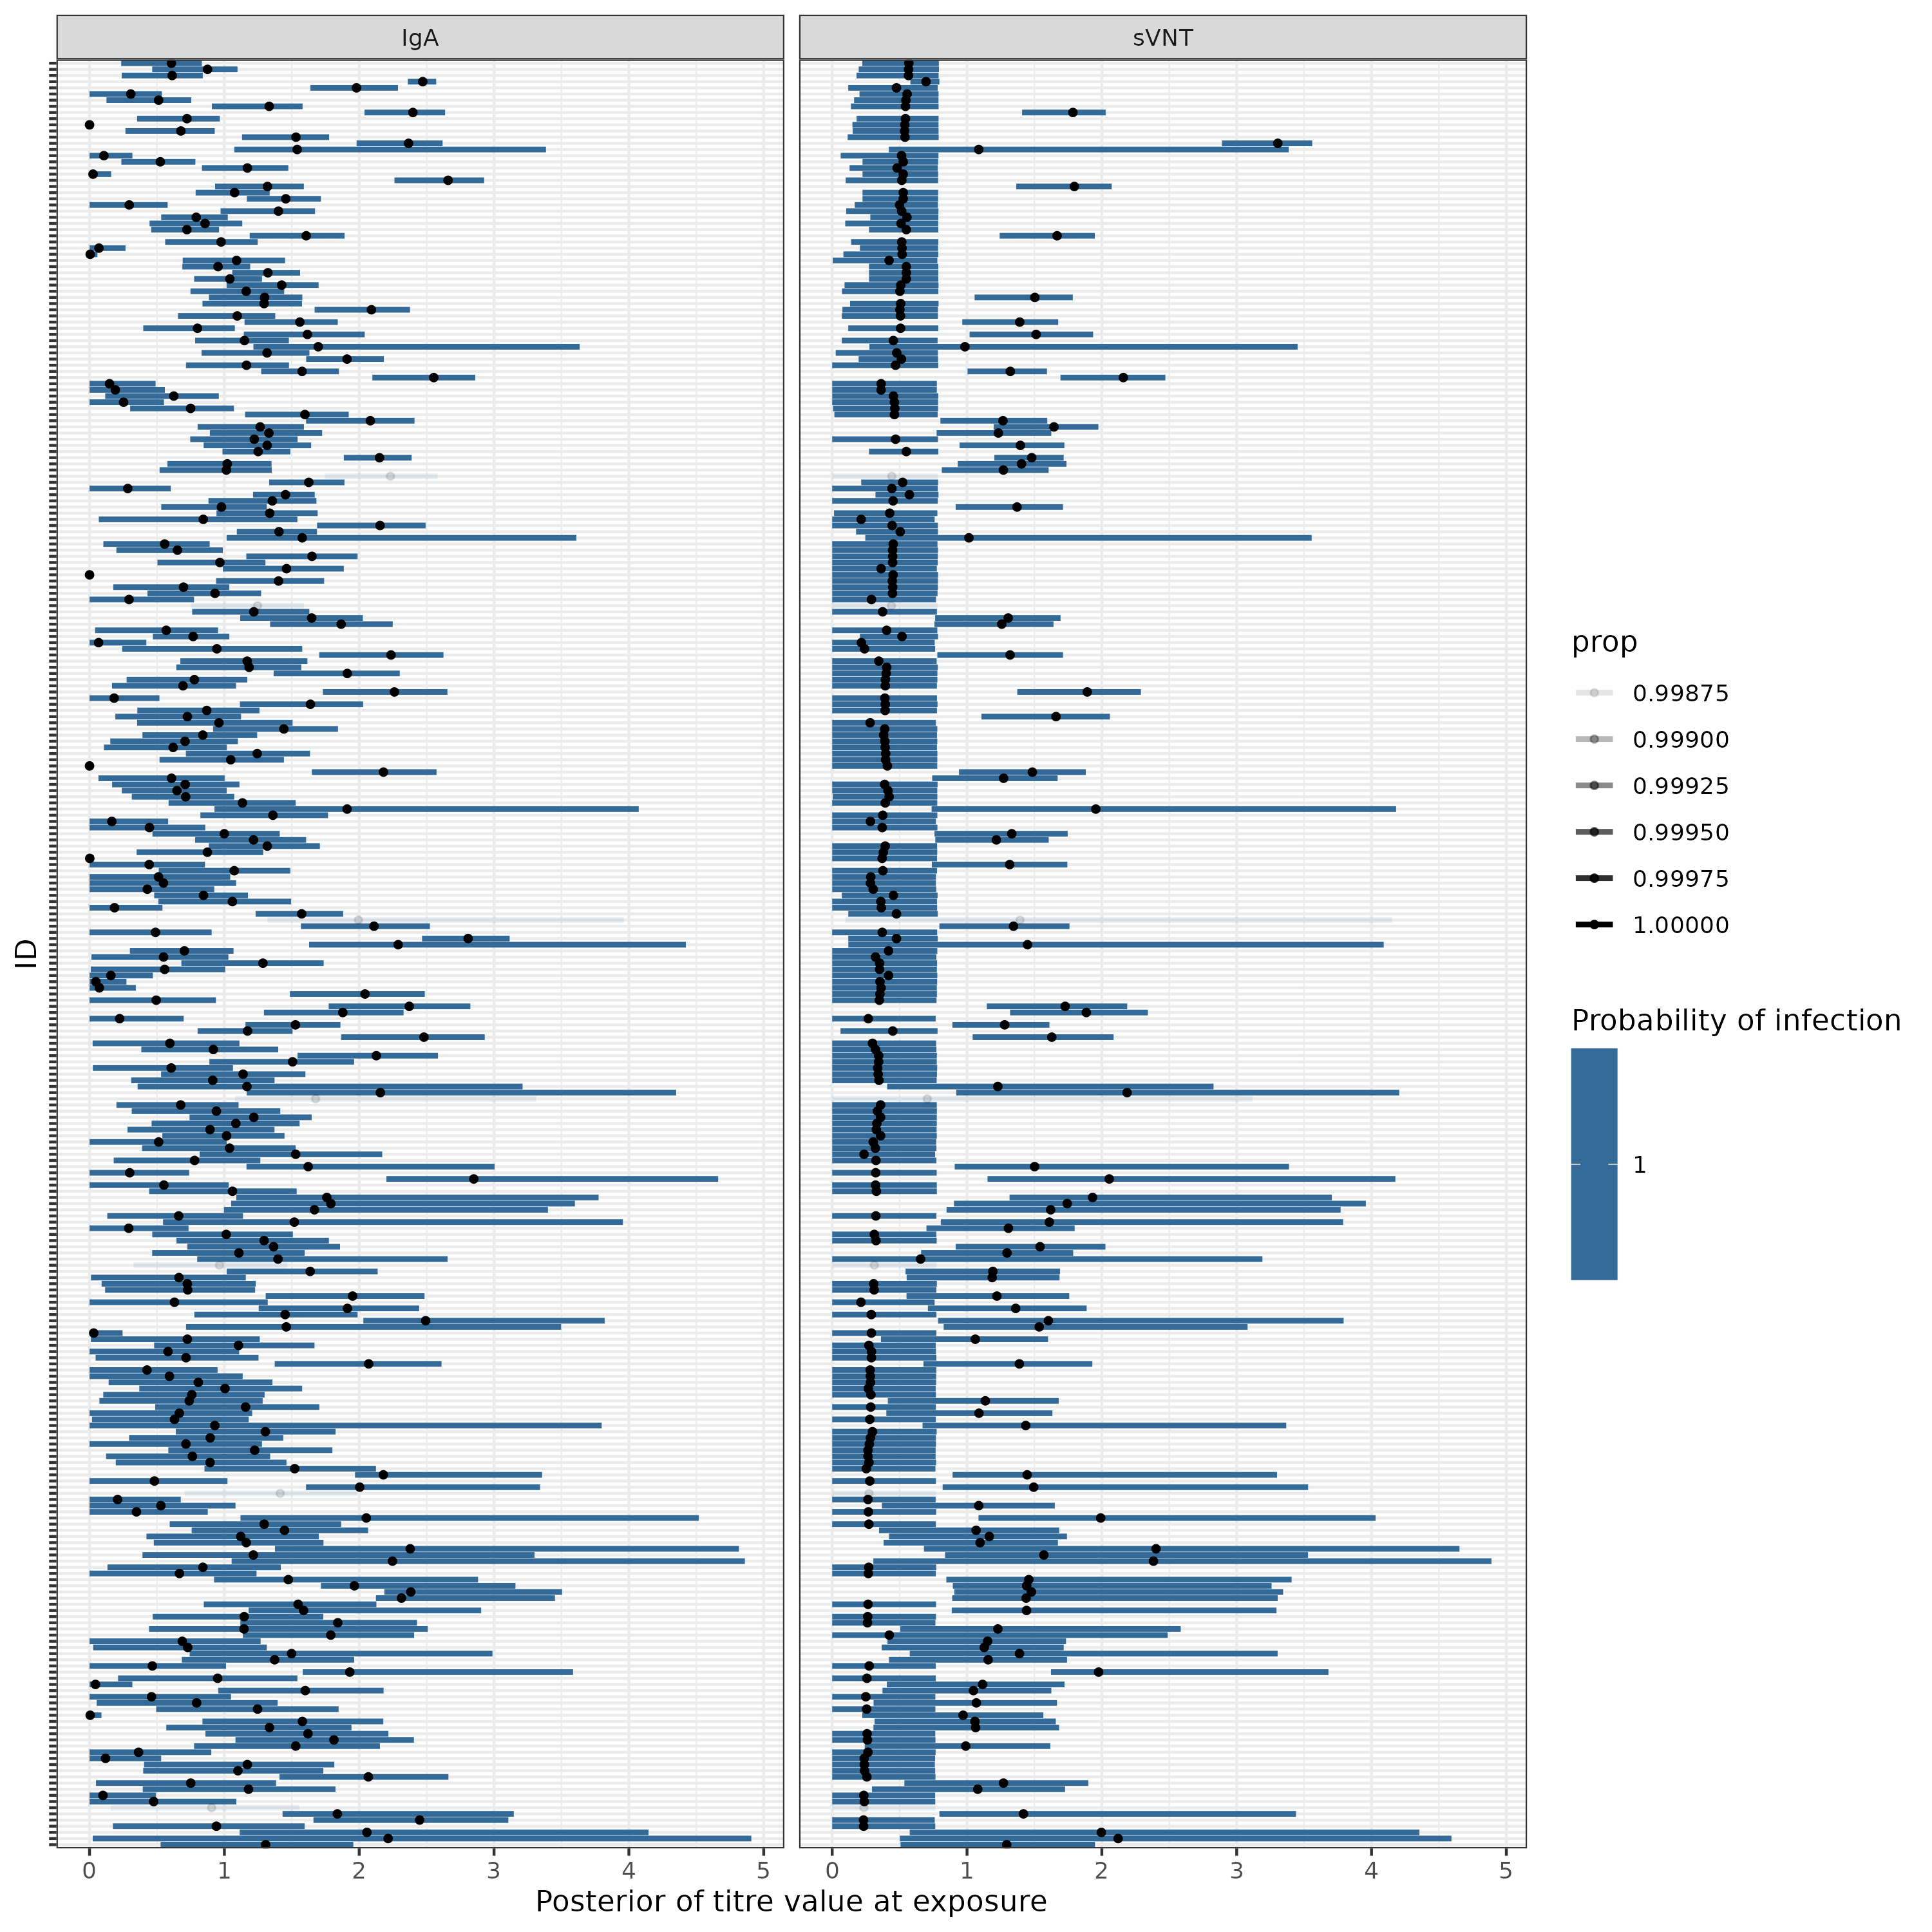 IgA
sVNT
ID
0 1 2 3 4 5
0 1 2 3 4 5
Posterior of titre value at exposure
prop
0.99875
0.99900
0.99925
0.99950
0.99975
1.00000
Probability of infection
1